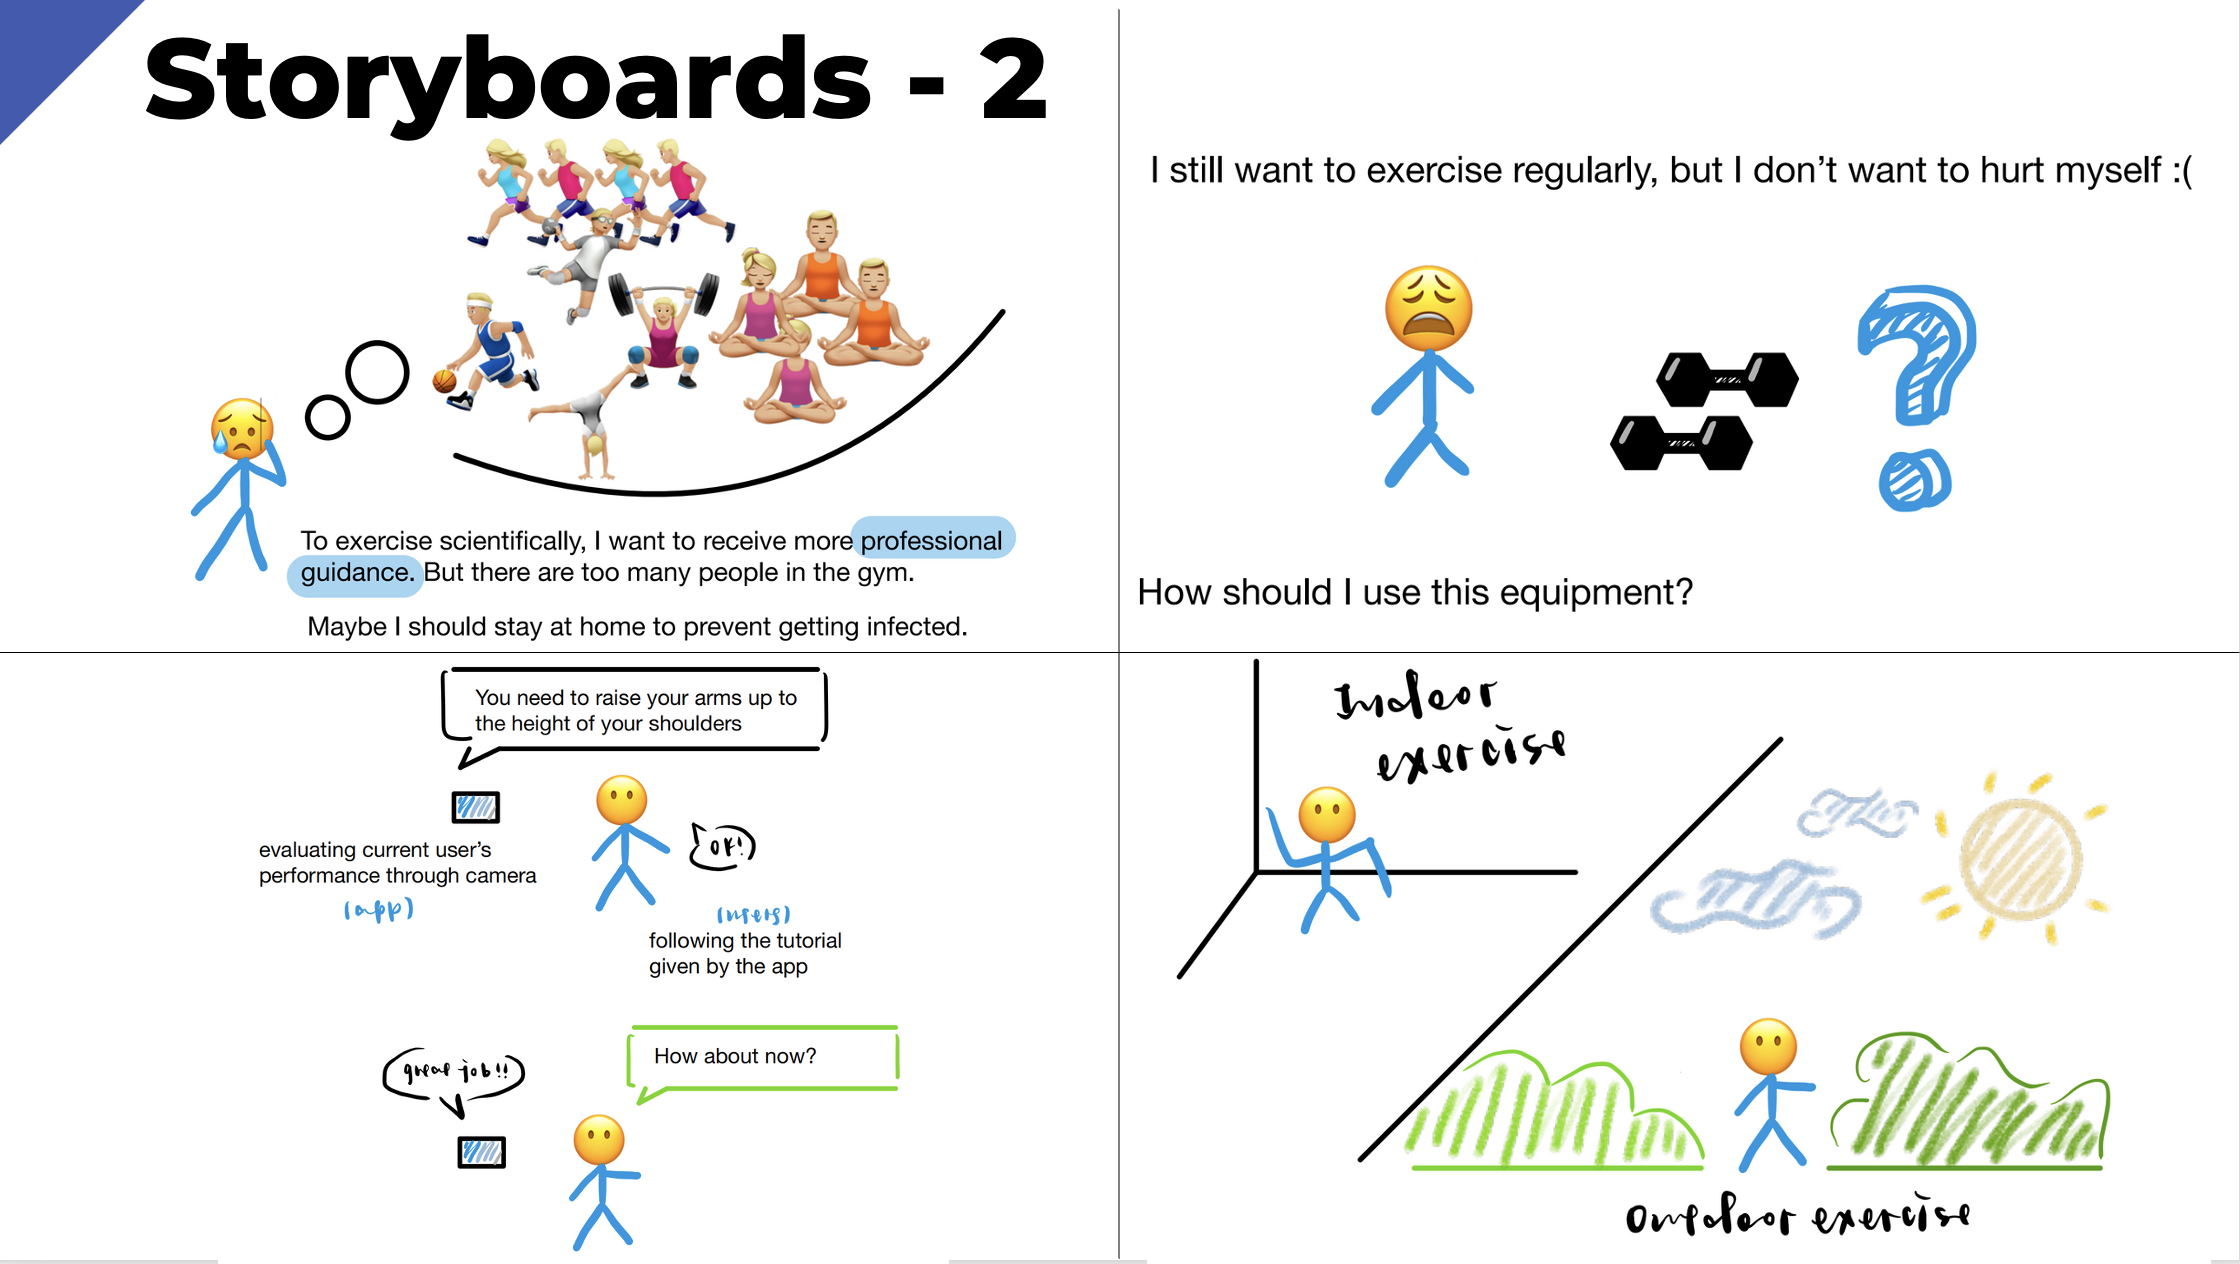 Storyboards - 2
To exercise scientifically, I want to receive more professional
guidance. But there are too many people in the gym.
Maybe I should stay at home to prevent getting infected.
I still want to exercise regularly, but I don’t want to hurt myself :(
How should I use this equipment?
You need to raise your arms up to
the height of your shoulders
OK!
evaluating current user’s
performance through camera
(app)
(users)
following the tutorial
given by the app
great job!!
How about now?
Indoor
exercise
Outdoor exercise